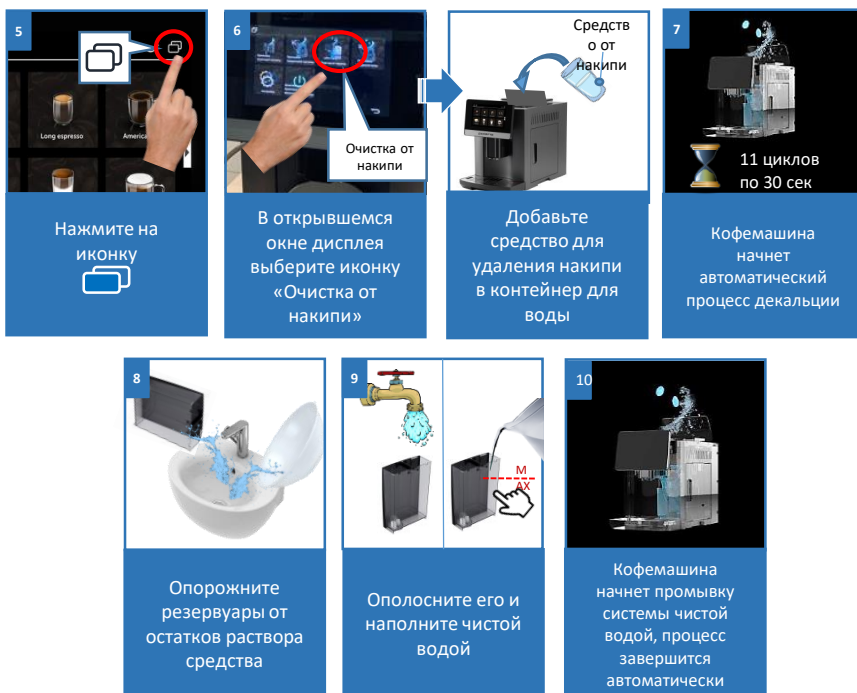 5
Long espresso
America
Нажмите на
иконку
6
Очистка от
накипи
В открывшемся
окне дисплея
выберите иконку
«Очистка от
накипи»
Средств
о от
накипи
Добавьте
средство для
удаления накипи
в контейнер для
воды
7
11 циклов
по 30 сек
Кофемашина
начнет
автоматический
процесс декальции
8
Опорожните
резервуары от
остатков раствора
средства
9
M
AX
Ополосните его и
наполните чистой
водой
10
Кофемашина
начнет промывку
системы чистой
водой, процесс
завершится
автоматически